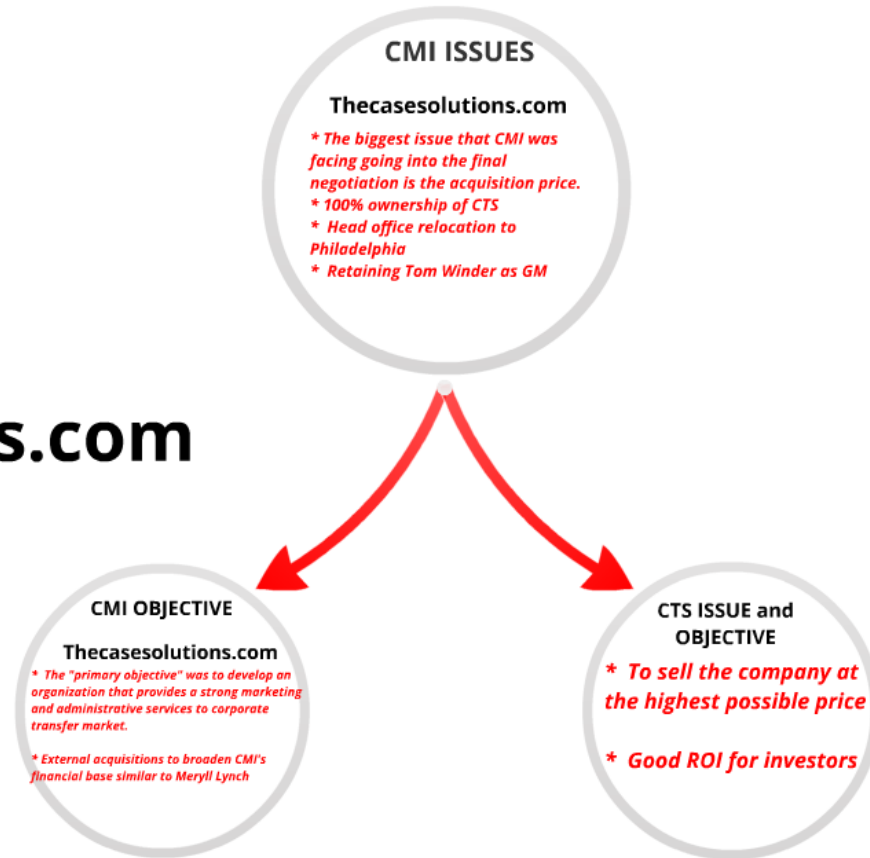 CMI ISSUES
Thecasesolutions.com
* The biggest issue that CMI was
facing going into the final
negotiation is the acquisition price.
* 100% ownership of CTS
* Head office relocation to
Philadelphia
* Retaining Tom Winder as GM
s.com
CMI OBJECTIVE
Thecasesolutions.com
* The "primary objective" was to develop an
organization that provides a strong marketing
and administrative services to corporate
transfer market.
* External acquisitions to broaden CMI's
financial base similar to Meryll Lynch
CTS ISSUE and
OBJECTIVE
* To sell the company at
the highest possible price
* Good ROI for investors